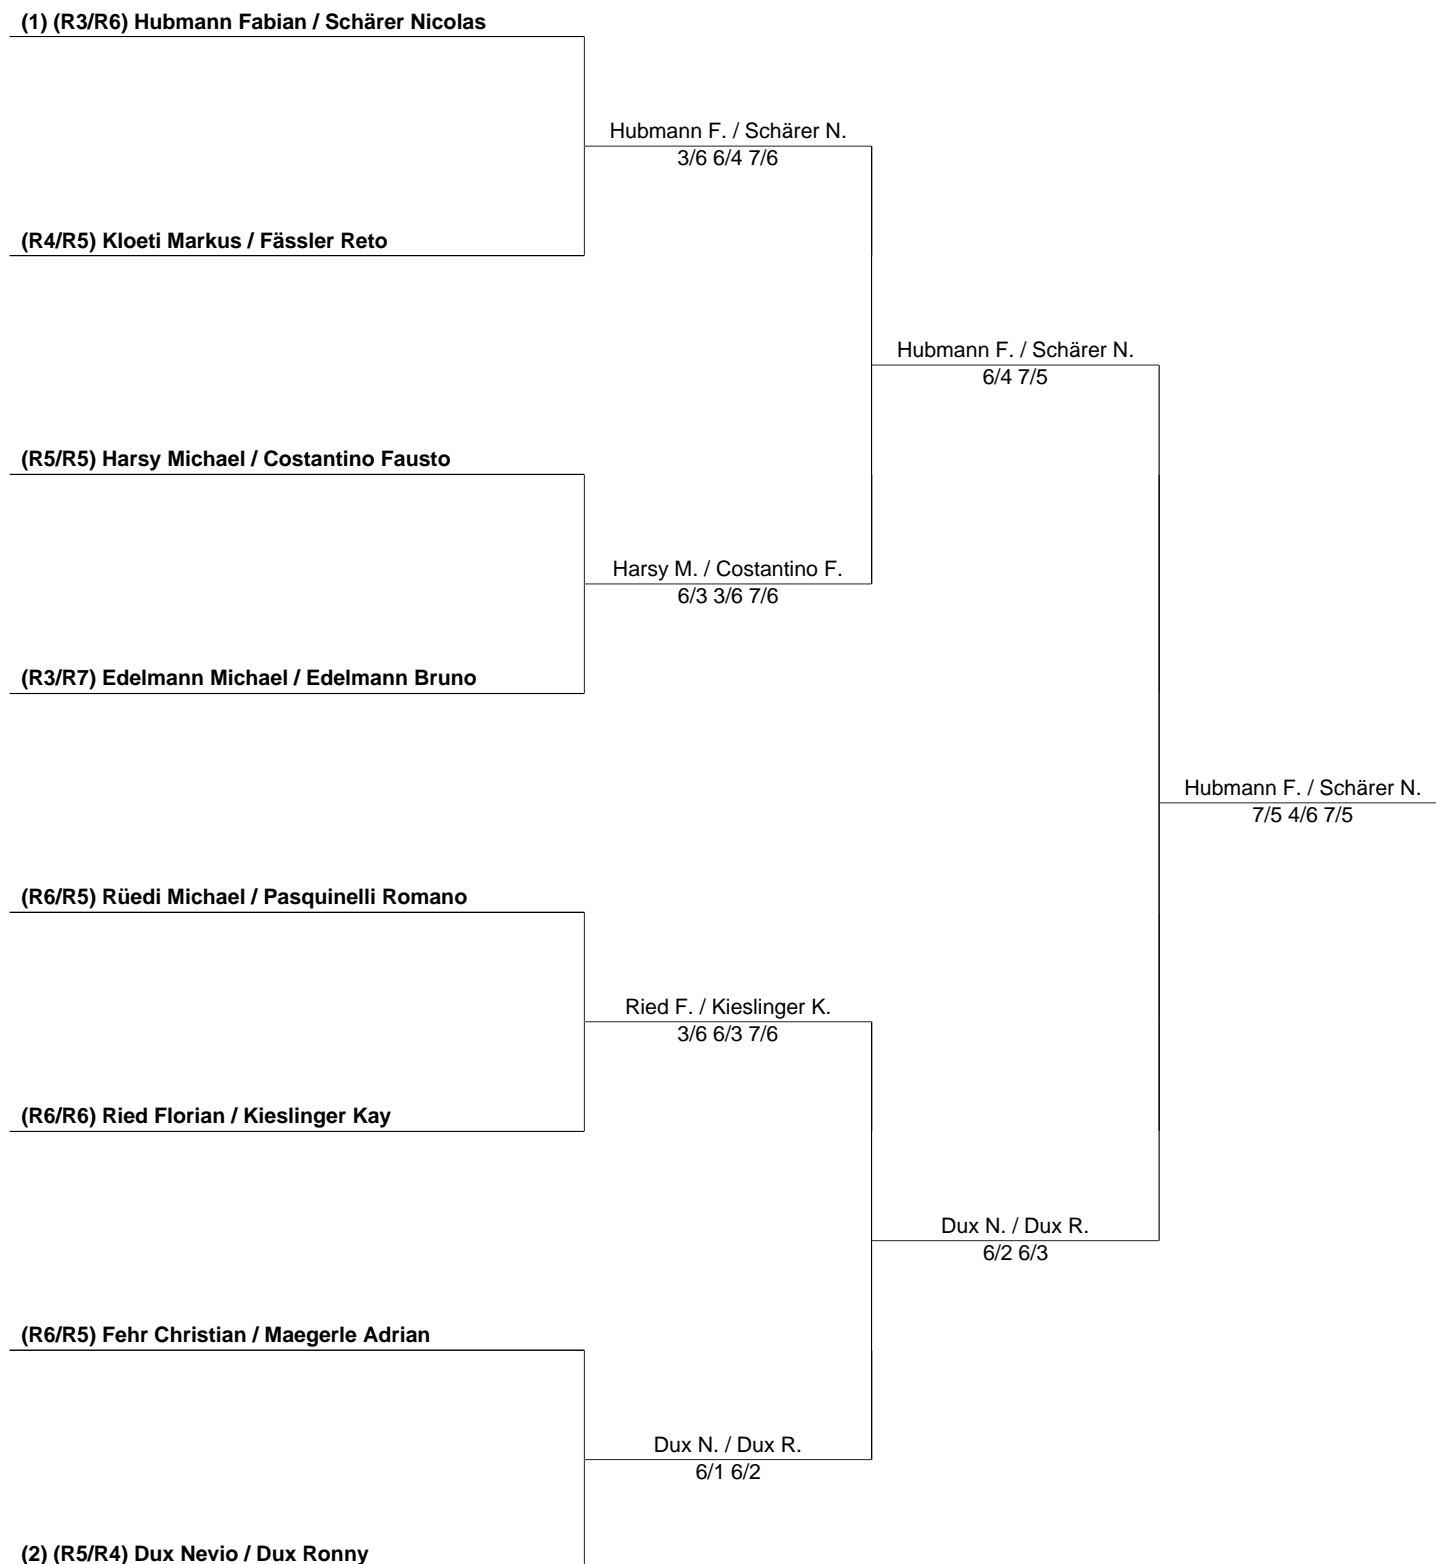 (1) (R3/R6) Hubmann Fabian / Schärer Nicolas
Hubmann F. / Schärer N.
3/6 6/4 7/6
(R4/R5) Kloeti Markus / Fässler Reto
Hubmann F. / Schärer N.
6/4 7/5
(R5/R5) Harsy Michael / Costantino Fausto
Harsy M. / Costantino F.
6/3 3/6 7/6
(R3/R7) Edelmann Michael / Edelmann Bruno
Hubmann F. / Schärer N.
7/5 4/6 7/5
(R6/R5) Rüedi Michael / Pasquinelli Romano
Ried F. / Kieslinger K.
3/6 6/3 7/6
(R6/R6) Ried Florian / Kieslinger Kay
Dux N. / Dux R.
6/2 6/3
(R6/R5) Fehr Christian / Maegerle Adrian
Dux N. / Dux R.
6/1 6/2
(2) (R5/R4) Dux Nevio / Dux Ronny